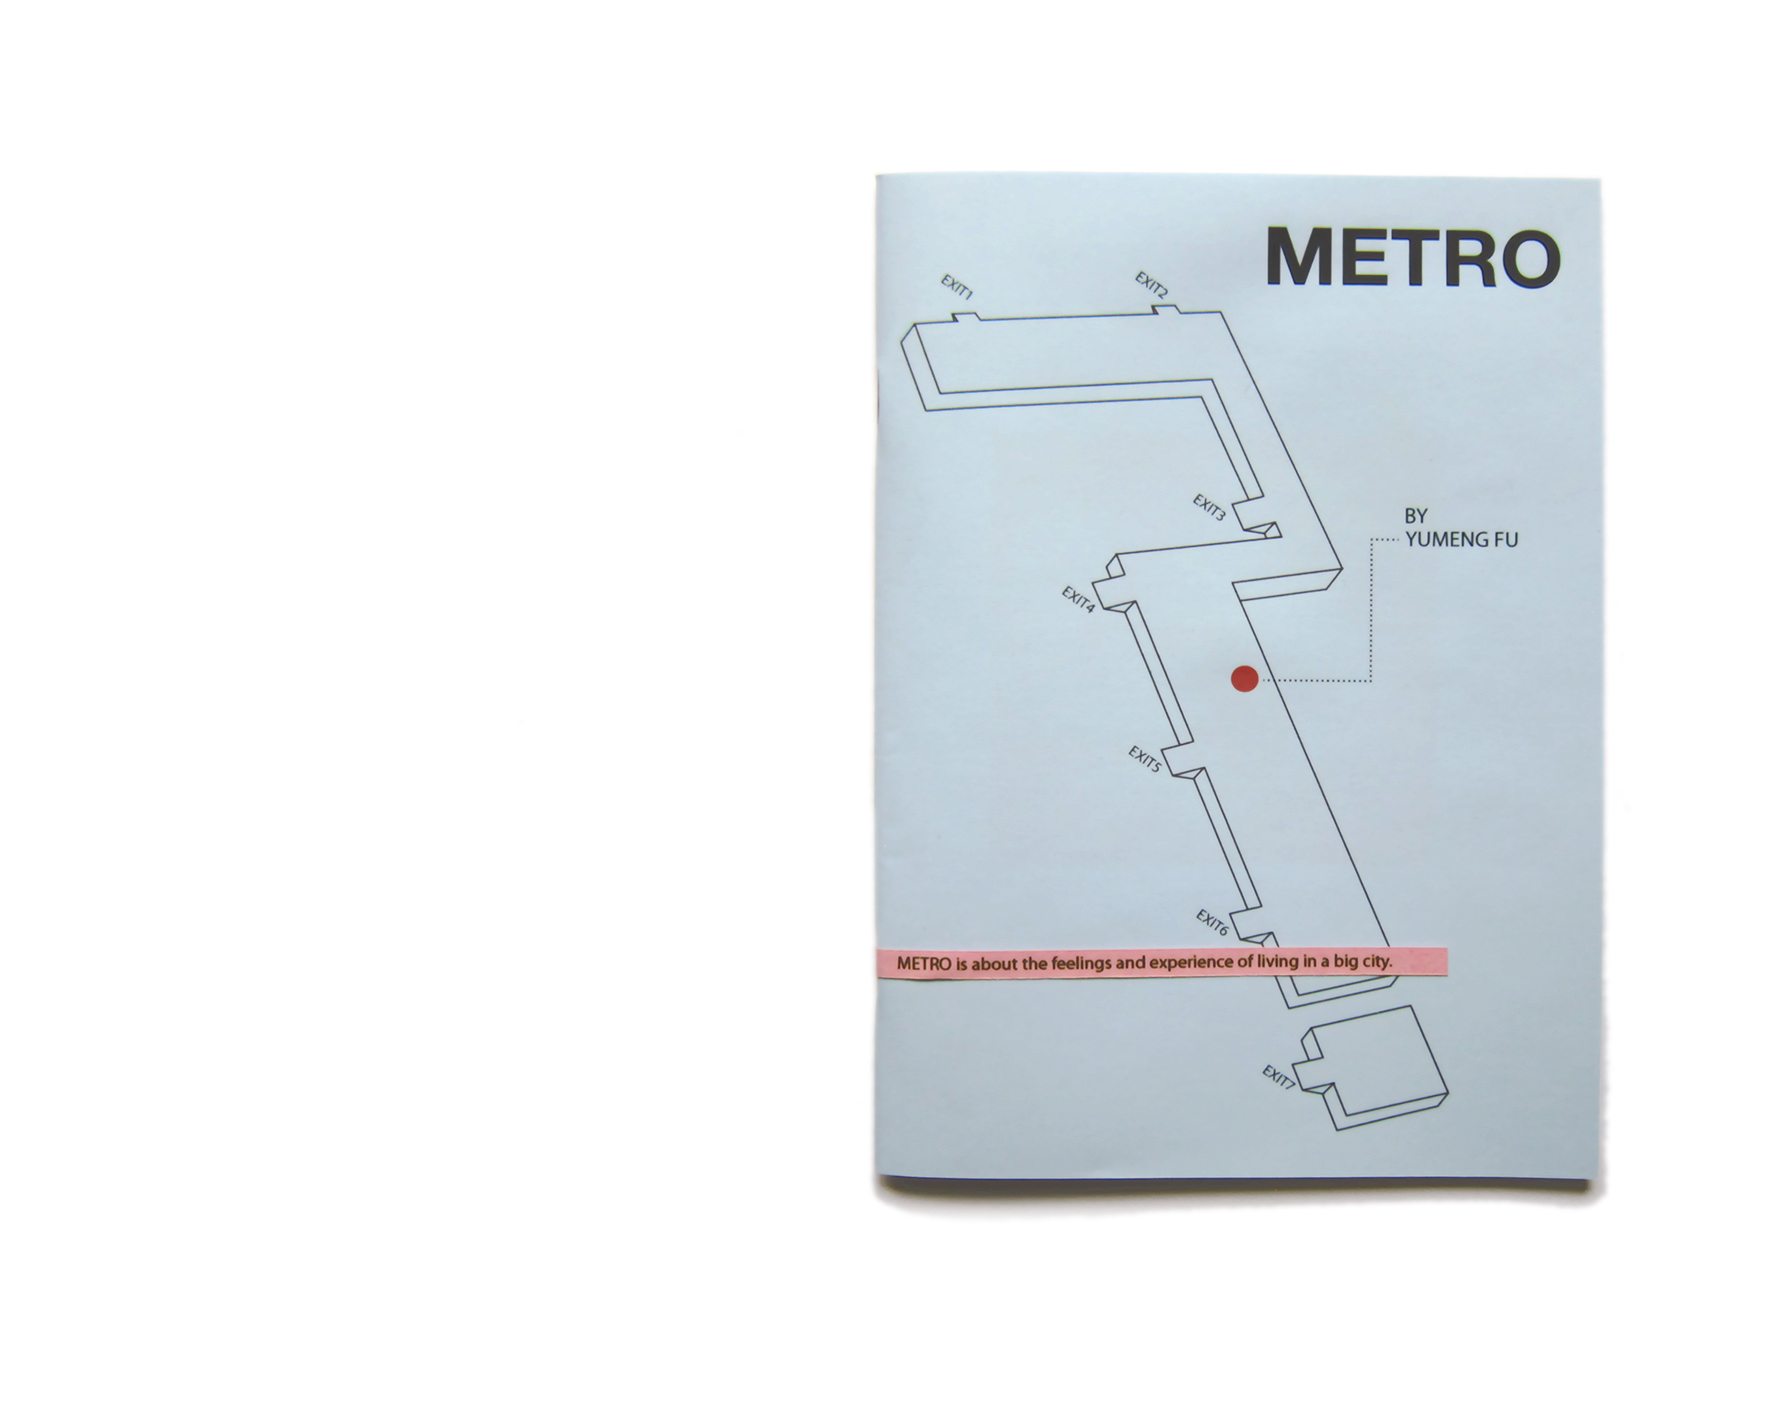 METRO
EXIT1
EXIT2
EXIT3
BY
YUMENG FU
EXIT4
EXIT5
EXIT6
METRO is about the feelings and experience of living in a big city.
EXIT7